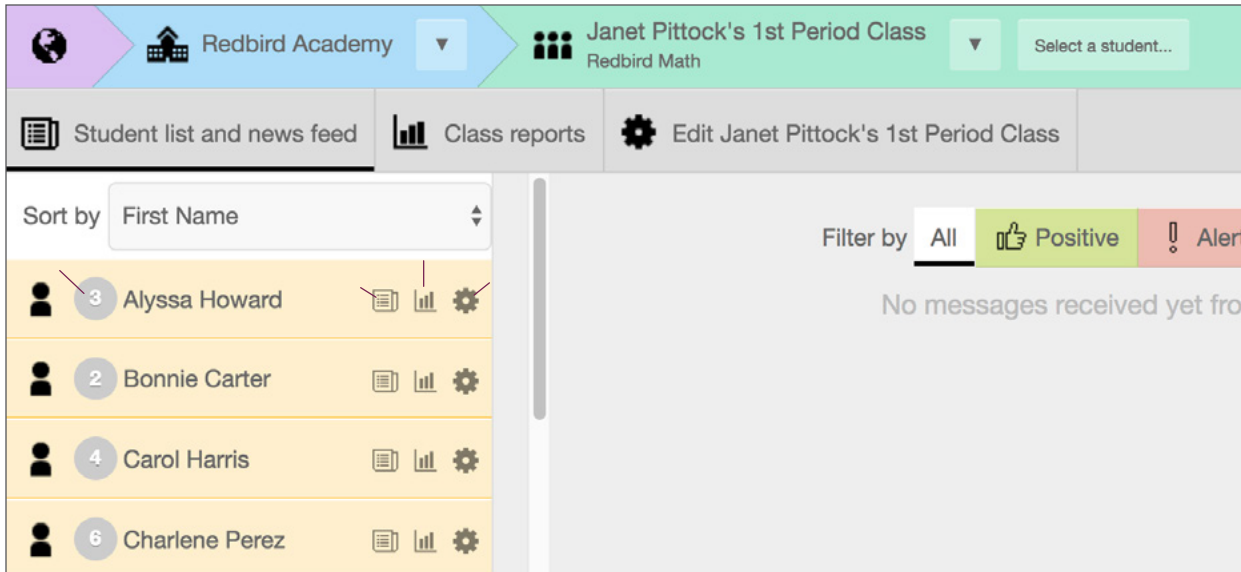 Redbird Academy ▼
Janet Pittock's 1st Period Class
Redbird Math
▼
Select a student...
Student list and news feed
Class reports
Edit Janet Pittock's 1st Period Class
Sort by First Name
Filter by All Positive Aler
No messages received yet fro
3 Alyssa Howard
2 Bonnie Carter
4 Carol Harris
6 Charlene Perez